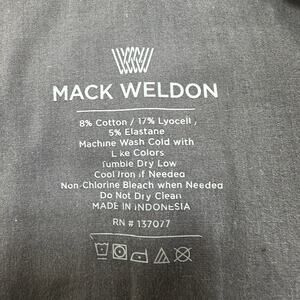 MACK WELDON
8% Cotton / 17% Lyocell,
5% Elastane
Machine Wash Cold with
L ke Colors
Tumble Dry Low
Cool Iron if Needed
Non-Chlorine Bleach when Needed
Do Not Dry Clean
MADE IN INDONESIA
RN # 137077